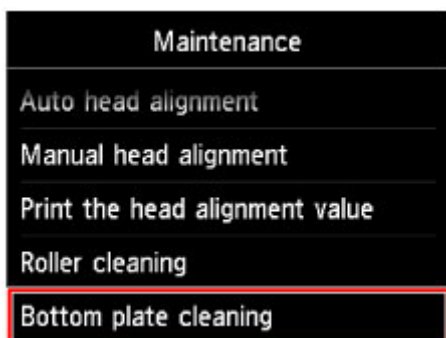 Maintenance
Auto head alignment
Manual head alignment
Print the head alignment value
Roller cleaning
Bottom plate cleaning